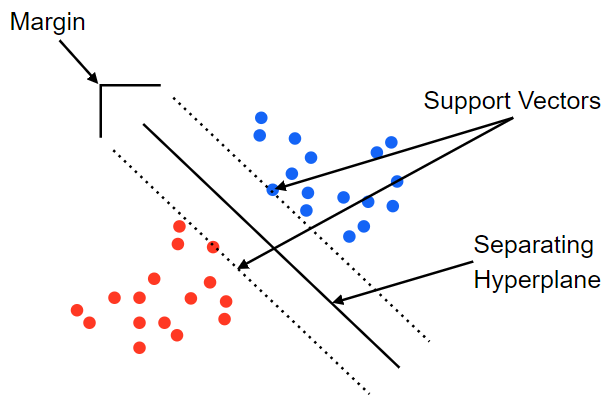 Margin
Support Vectors
Separating
Hyperplane